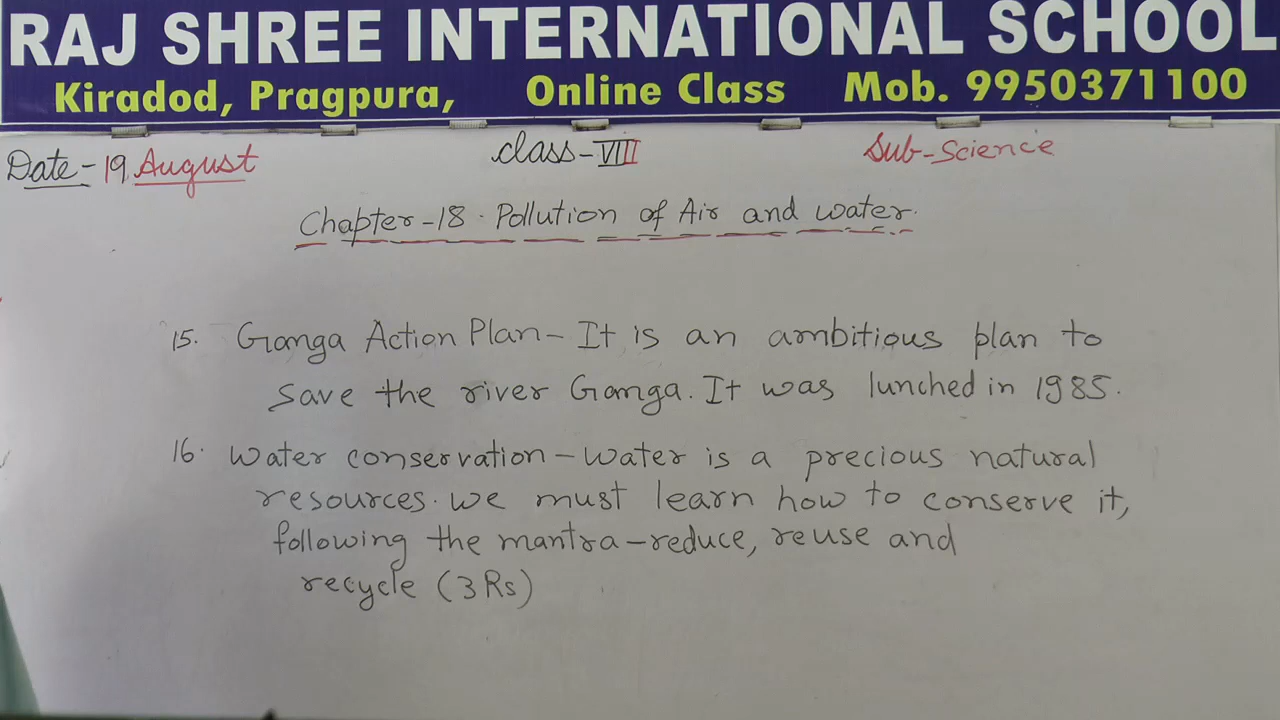 RAJ SHREE INTERNATIONAL SCHOOL
Kiradod, Pragpura, Online Class Mob. 9950371100
Date - 19 August class - VIII Sub - Science
Chapter - 18. Pollution of Air and water.
15. Ganga Action Plan - It is an ambitious plan to
save the river Ganga. It was lunched in 1985.
16. Water conservation - Water is a precious natural
resources. We must learn how to conserve it,
following the mantra - reduce, reuse and
recycle (3Rs)